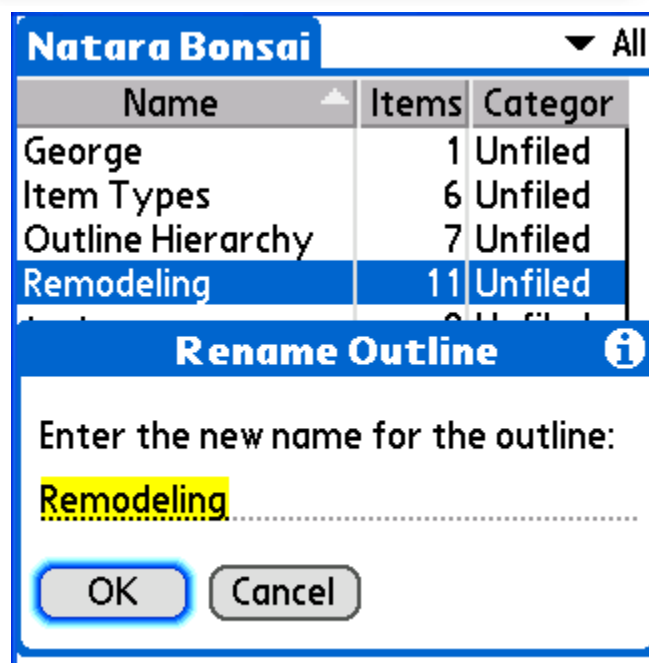 Natara Bonsai All
Name Items Categor
George 1 Unfiled
Item Types 6 Unfiled
Outline Hierarchy 7 Unfiled
Remodeling 11 Unfiled
Rename Outline i
Enter the new name for the outline:
Remodeling
OK Cancel